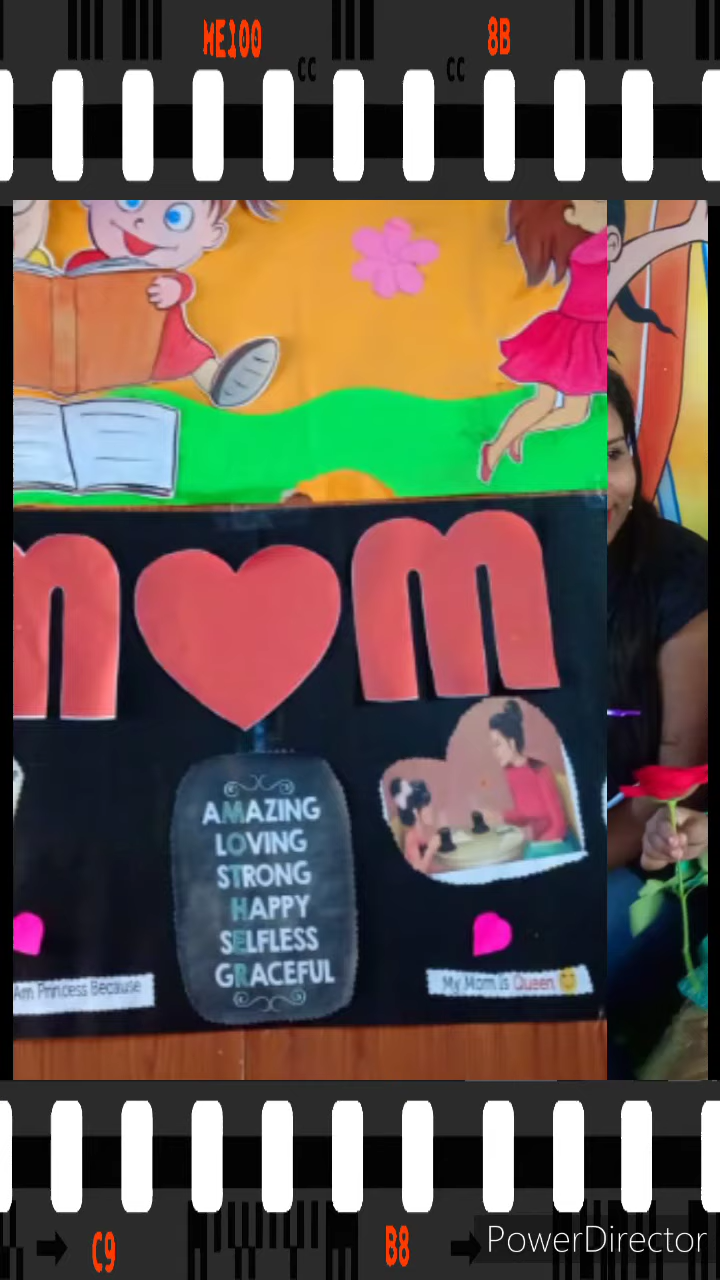 ME100
8B
CC
CC
mom
AMAZING
LOVING
STRONG
HAPPY
SELFLESS
GRACEFUL
Am Princess Because
My Mom is Queen
C9
B8
PowerDirector